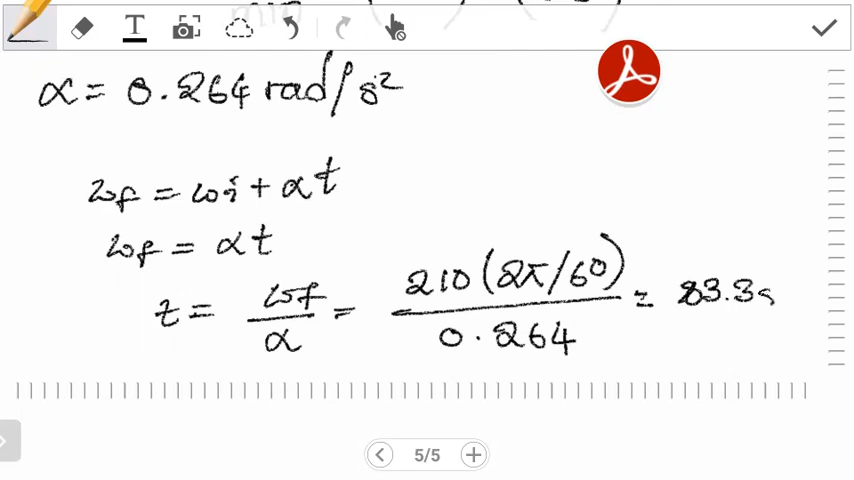 T
α = 0.264 rad/s²
ωf = ωi + αt
ωf = αt
t = ωf/α = 210(2π/60)/0.264 = 83.3s
5/5